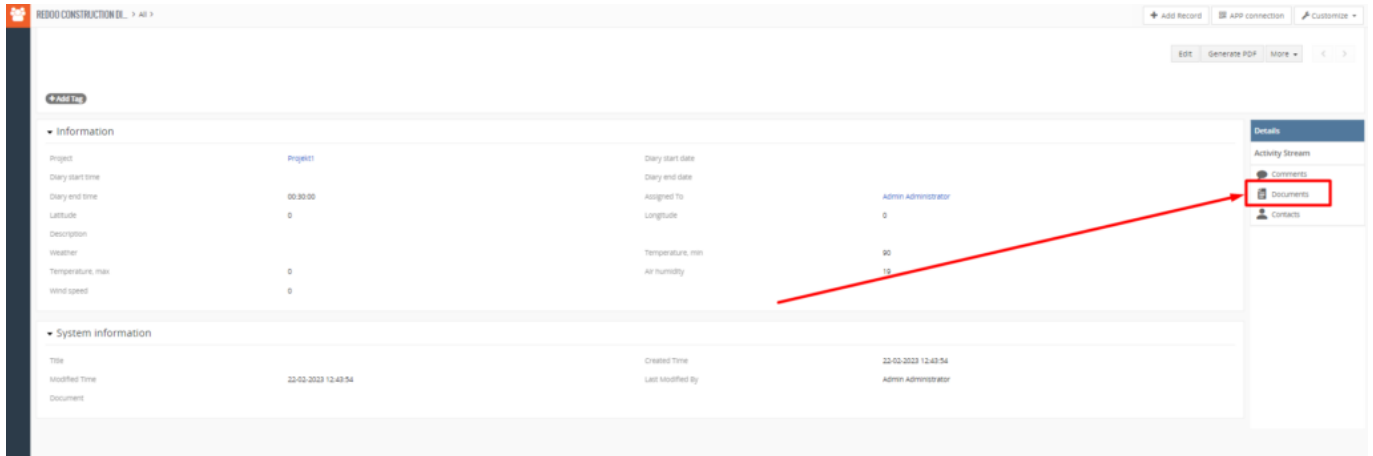 REDOO CONSTRUCTION DI... > All >
+ Add Record APP connection Customize
Edit Generate PDF More < >
+ Add Tag
Information
Project Projekt1 Diary start date
Diary start time Diary end date
Diary end time 00:30:00 Assigned To Admin Administrator
Latitude 0 Longitude 0
Description
Weather Temperature, min 90
Temperature, max 0 Air humidity 19
Wind speed 0
System information
Title Created Time 22-02-2023 12:43:54
Modified Time 22-02-2023 12:43:54 Last Modified By Admin Administrator
Document
Details
Activity Stream
Comments
Documents
Contacts